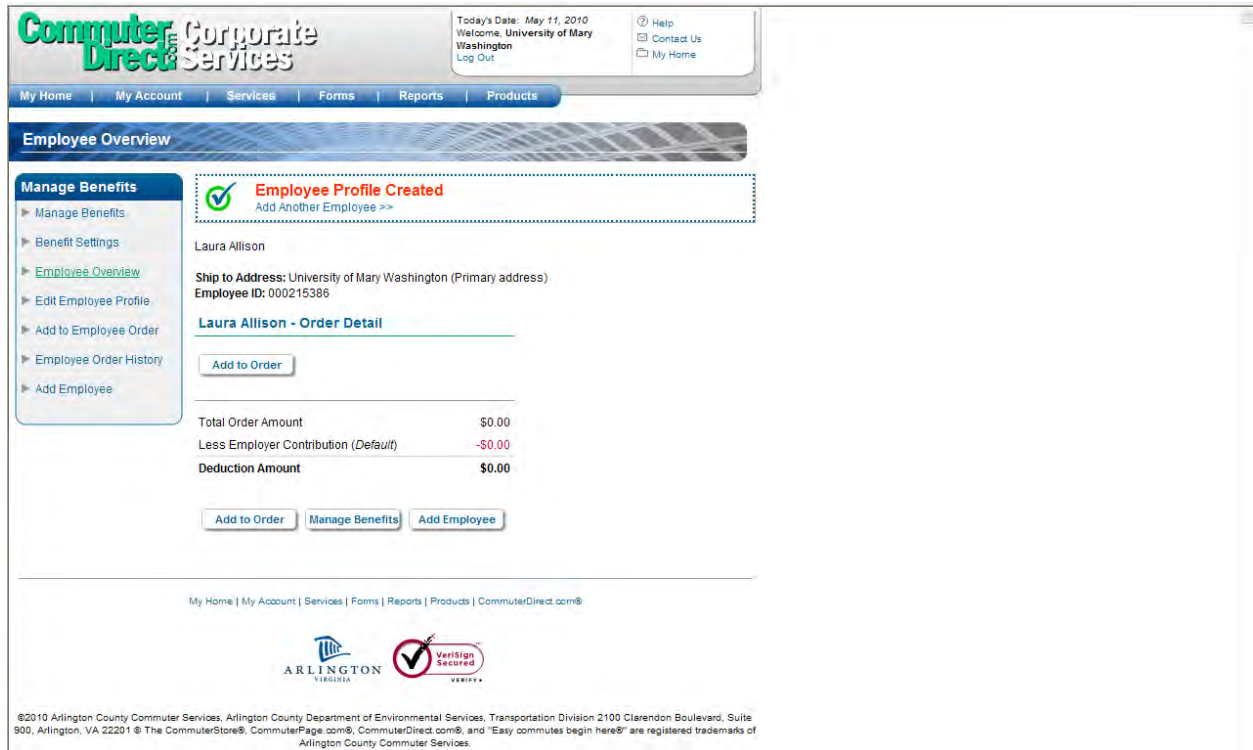 Commuter Direct .com Corporate Services
Today's Date: May 11, 2010
Welcome, University of Mary
Washington
Log Out
Help
Contact Us
My Home
My Home | My Account | Services | Forms | Reports | Products
Employee Overview
Manage Benefits
Manage Benefits
Benefit Settings
Employee Overview
Edit Employee Profile
Add to Employee Order
Employee Order History
Add Employee
Employee Profile Created
Add Another Employee >>
Laura Allison
Ship to Address: University of Mary Washington (Primary address)
Employee ID: 000215386
Laura Allison - Order Detail
Add to Order
Total Order Amount $0.00
Less Employer Contribution (Default) -$0.00
Deduction Amount $0.00
Add to Order Manage Benefits Add Employee
My Home | My Account | Services | Forms | Reports | Products | CommuterDirect.com®
ARLINGTON
VIRGINIA
VeriSign
Secured
VERIFY
©2010 Arlington County Commuter Services, Arlington County Department of Environmental Services, Transportation Division 2100 Clarendon Boulevard, Suite
900, Arlington, VA 22201 ® The CommuterStore®, CommuterPage.com®, CommuterDirect.com®, and "Easy commutes begin here®" are registered trademarks of
Arlington County Commuter Services.